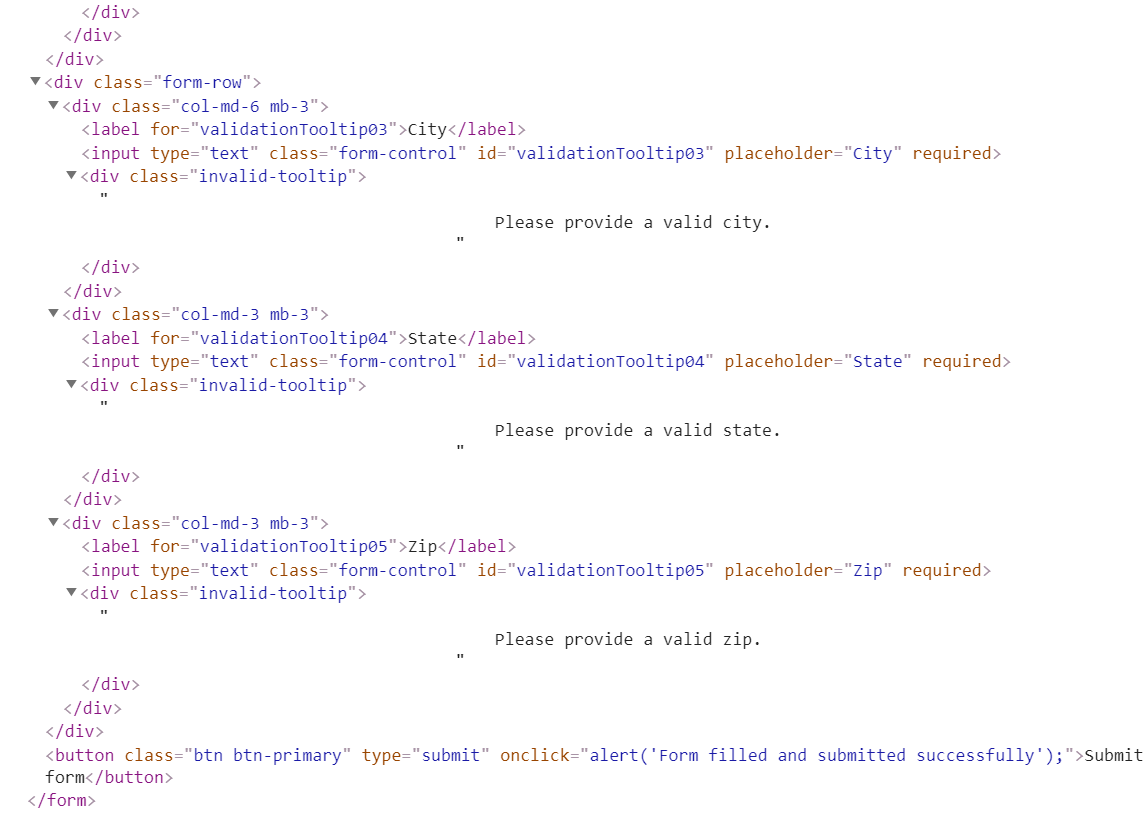 </div>
</div>
</div>
▼<div class="form-row">
▼<div class="col-md-6 mb-3">
<label for="validationTooltip03">City</label>
<input type="text" class="form-control" id="validationTooltip03" placeholder="City" required>
▼<div class="invalid-tooltip">
"
Please provide a valid city.
"
</div>
</div>
▼<div class="col-md-3 mb-3">
<label for="validationTooltip04">State</label>
<input type="text" class="form-control" id="validationTooltip04" placeholder="State" required>
▼<div class="invalid-tooltip">
"
Please provide a valid state.
"
</div>
</div>
▼<div class="col-md-3 mb-3">
<label for="validationTooltip05">Zip</label>
<input type="text" class="form-control" id="validationTooltip05" placeholder="Zip" required>
▼<div class="invalid-tooltip">
"
Please provide a valid zip.
"
</div>
</div>
</div>
<button class="btn btn-primary" type="submit" onclick="alert('Form filled and submitted successfully');">Submit
form</button>
</form>